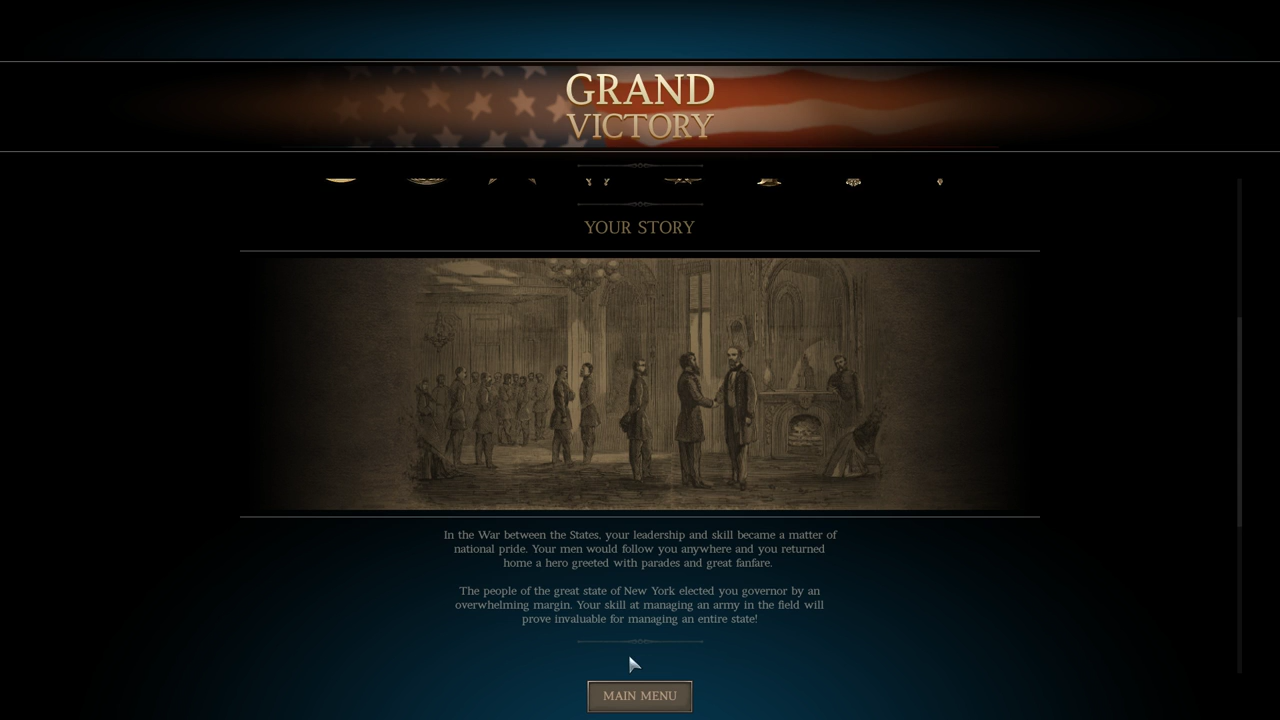 GRAND
VICTORY
YOUR STORY
In the War between the States, your leadership and skill became a matter of
national pride. Your men would follow you anywhere and you returned
home a hero greeted with parades and great fanfare.
The people of the great state of New York elected you governor by an
overwhelming margin. Your skill at managing an army in the field will
prove invaluable for managing an entire state!
MAIN MENU